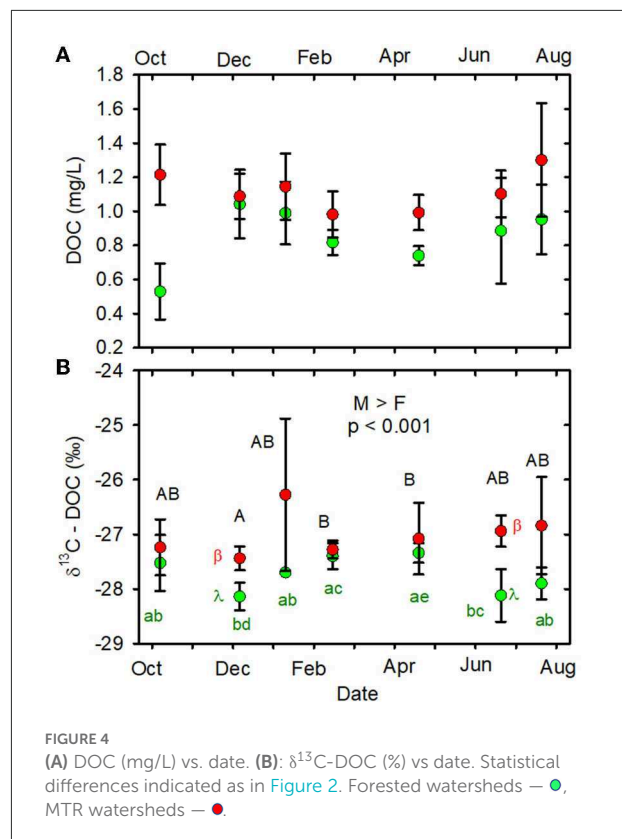 A
Oct Dec Feb Apr Jun Aug
1.8
1.6
1.4
1.2
1.0
0.8
0.6
0.4
0.2
DOC (mg/L)
B
-24
-25
-26
-27
-28
-29
δ13C - DOC (‰)
M > F
p < 0.001
AB
A
AB
B
B
AB
AB
β
β
λ
λ
ab
bd
ab
ac
ae
bc
ab
Oct Dec Feb Apr Jun Aug
Date
FIGURE 4
(A) DOC (mg/L) vs. date. (B): δ13C-DOC (%) vs date. Statistical
differences indicated as in Figure 2. Forested watersheds — ●,
MTR watersheds — ●.